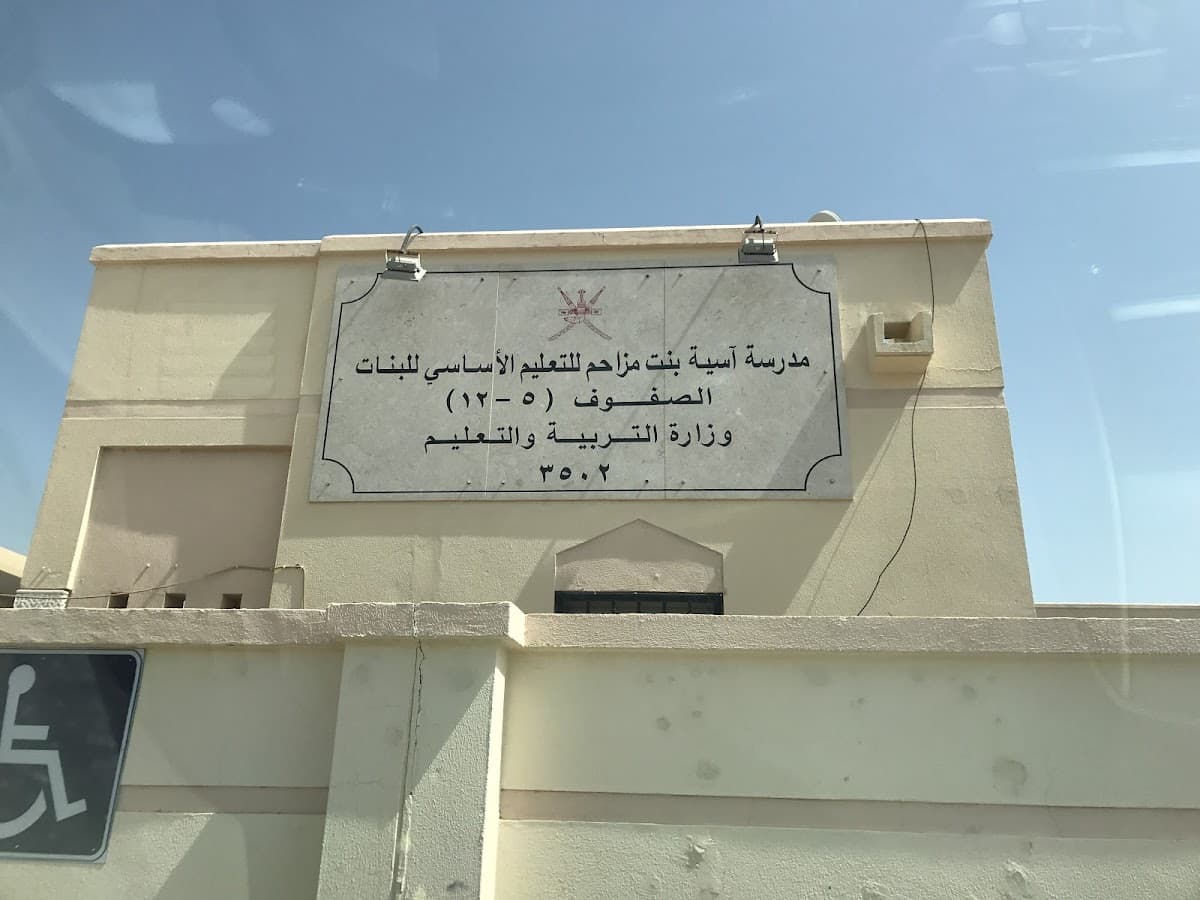 مدرسة آسية بنت مزاحم للتعليم الأساسي للبنات
الصفوف (٥ - ١٢)
وزارة التربية والتعليم
٣٥٠٢